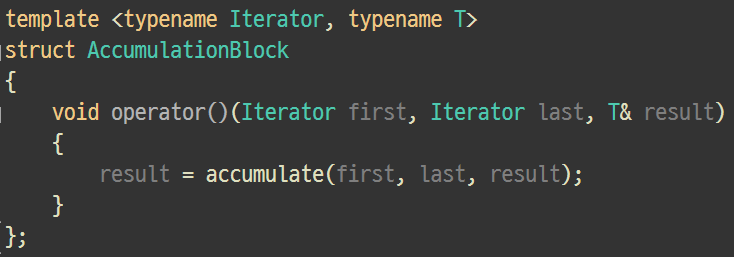 template <typename Iterator, typename T>
struct AccumulationBlock
{
    void operator()(Iterator first, Iterator last, T& result)
    {
        result = accumulate(first, last, result);
    }
};